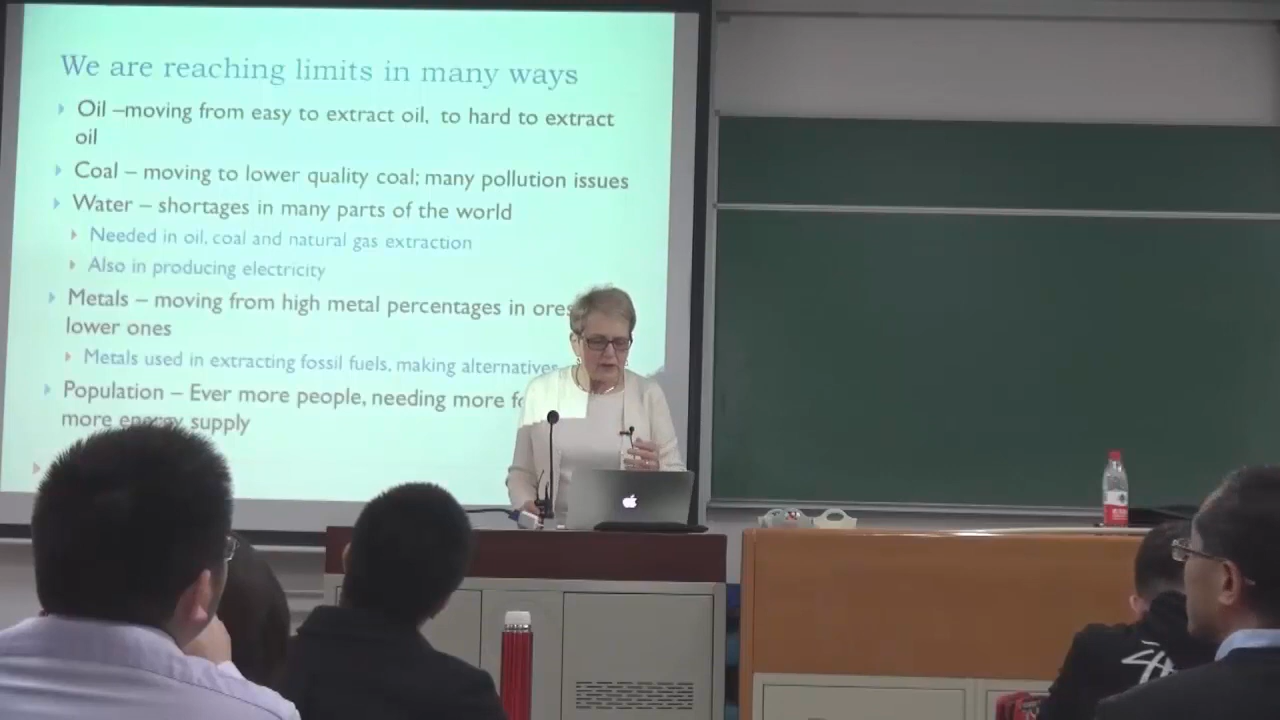 We are reaching limits in many ways
Oil –moving from easy to extract oil, to hard to extract
oil
Coal – moving to lower quality coal; many pollution issues
Water – shortages in many parts of the world
Needed in oil, coal and natural gas extraction
Also in producing electricity
Metals – moving from high metal percentages in ores
lower ones
Metals used in extracting fossil fuels, making alternatives
Population – Ever more people, needing more
more energy supply